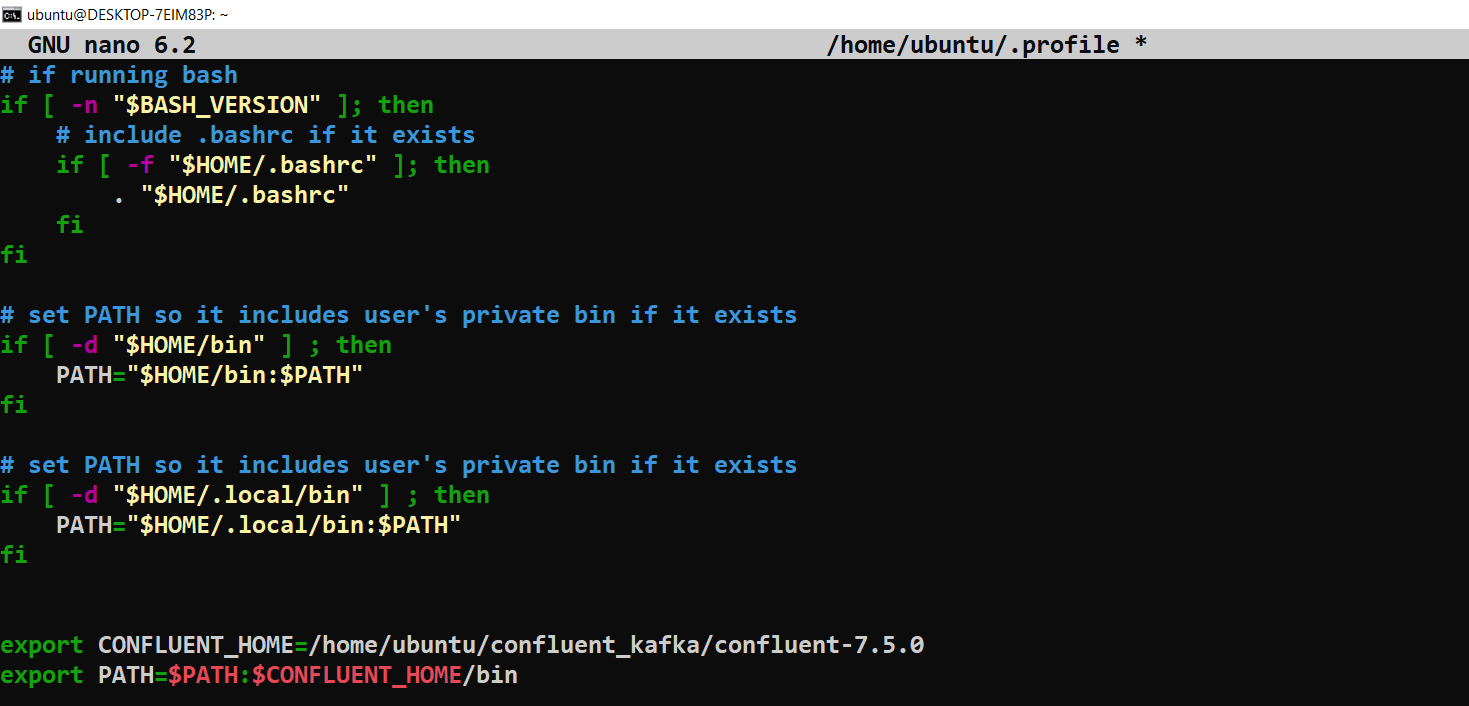 ubuntu@DESKTOP-7EIM83P: ~
GNU nano 6.2 /home/ubuntu/.profile *
# if running bash
if [ -n "$BASH_VERSION" ]; then
    # include .bashrc if it exists
    if [ -f "$HOME/.bashrc" ]; then
        . "$HOME/.bashrc"
    fi
fi
# set PATH so it includes user's private bin if it exists
if [ -d "$HOME/bin" ] ; then
    PATH="$HOME/bin:$PATH"
fi
# set PATH so it includes user's private bin if it exists
if [ -d "$HOME/.local/bin" ] ; then
    PATH="$HOME/.local/bin:$PATH"
fi
export CONFLUENT_HOME=/home/ubuntu/confluent_kafka/confluent-7.5.0
export PATH=$PATH:$CONFLUENT_HOME/bin